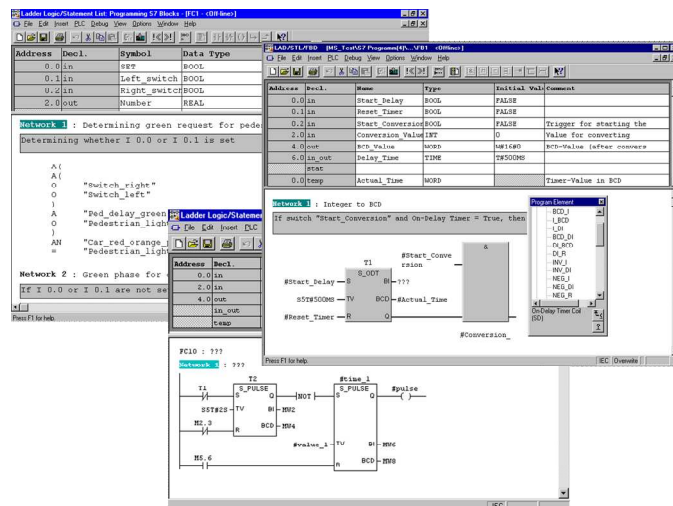 Ladder Logic/Statement List: Programming S7 Blocks - [FC1 - <Off-line>]
File Edit Insert PLC Debug View Options Window Help
Address Decl. Symbol Data Type
0.0 in SET BOOL
0.1 in Left_switch BOOL
0.2 in Right_switch BOOL
2.0 out Number REAL
Network 1 : Determining green request for pede
Determining whether I 0.0 or I 0.1 is set
A(
A(
O "Switch_right"
O "Switch_left"
)
A "Ped_delay_green
O "Pedestrian_ligh
)
AN "Car_red_orange_
= "Pedestrian_ligh
Network 2 : Green phase for
If I 0.0 or I 0.1 are not se
Press F1 for help.
LAD/STL/FBD [MS_Test\S7 Programm(4)\...\FB1 <Offline>]
File Edit Insert PLC Debug View Options Window Help
Address Decl. Name Type Initial Val Comment
0.0 in Start_Delay BOOL FALSE
0.1 in Reset_Timer BOOL FALSE
0.2 in Start_Conversion BOOL FALSE Trigger for starting the
2.0 in Conversion_Value INT 0 Value for converting
4.0 out BCD_Value WORD W#16#0 BCD-Value (after convers
6.0 in_out Delay_Time TIME T#500MS
stat
0.0 temp Actual_Time WORD Timer-Value in BCD
Network 1 : Integer to BCD
If switch "Start_Conversion" and On-Delay Timer = True, then
T1
S_ODT
#Start_Delay S BI ???
S5T#500MS TV BCD #Actual_Time
#Reset_Timer R Q
#Start_Conve
rsion
&
#Conversion_
Program Element
BCD_I
I_BCD
I_DI
BCD_DI
DI_BCD
DI_R
INV_I
INV_DI
NEG_I
NEG_DI
NEG_R
On-Delay Timer Coil
(SD)
Press F1 for help.
IEC Overwrite
Ladder Logic/Stateme
File Edit Insert PLC
Address Decl.
0.0 in
2.0 in
4.0 out
in_out
temp
FC10 : ???
Network 1 : ???
T1
T2
S_PULSE
S Q
S5T#2S TV BI MW2
M2.3
R BCD MW4
NOT
#time_1
S_PULSE
S Q
#pulse
#value_1 TV BI MW6
M5.6
R BCD MW8
IEC